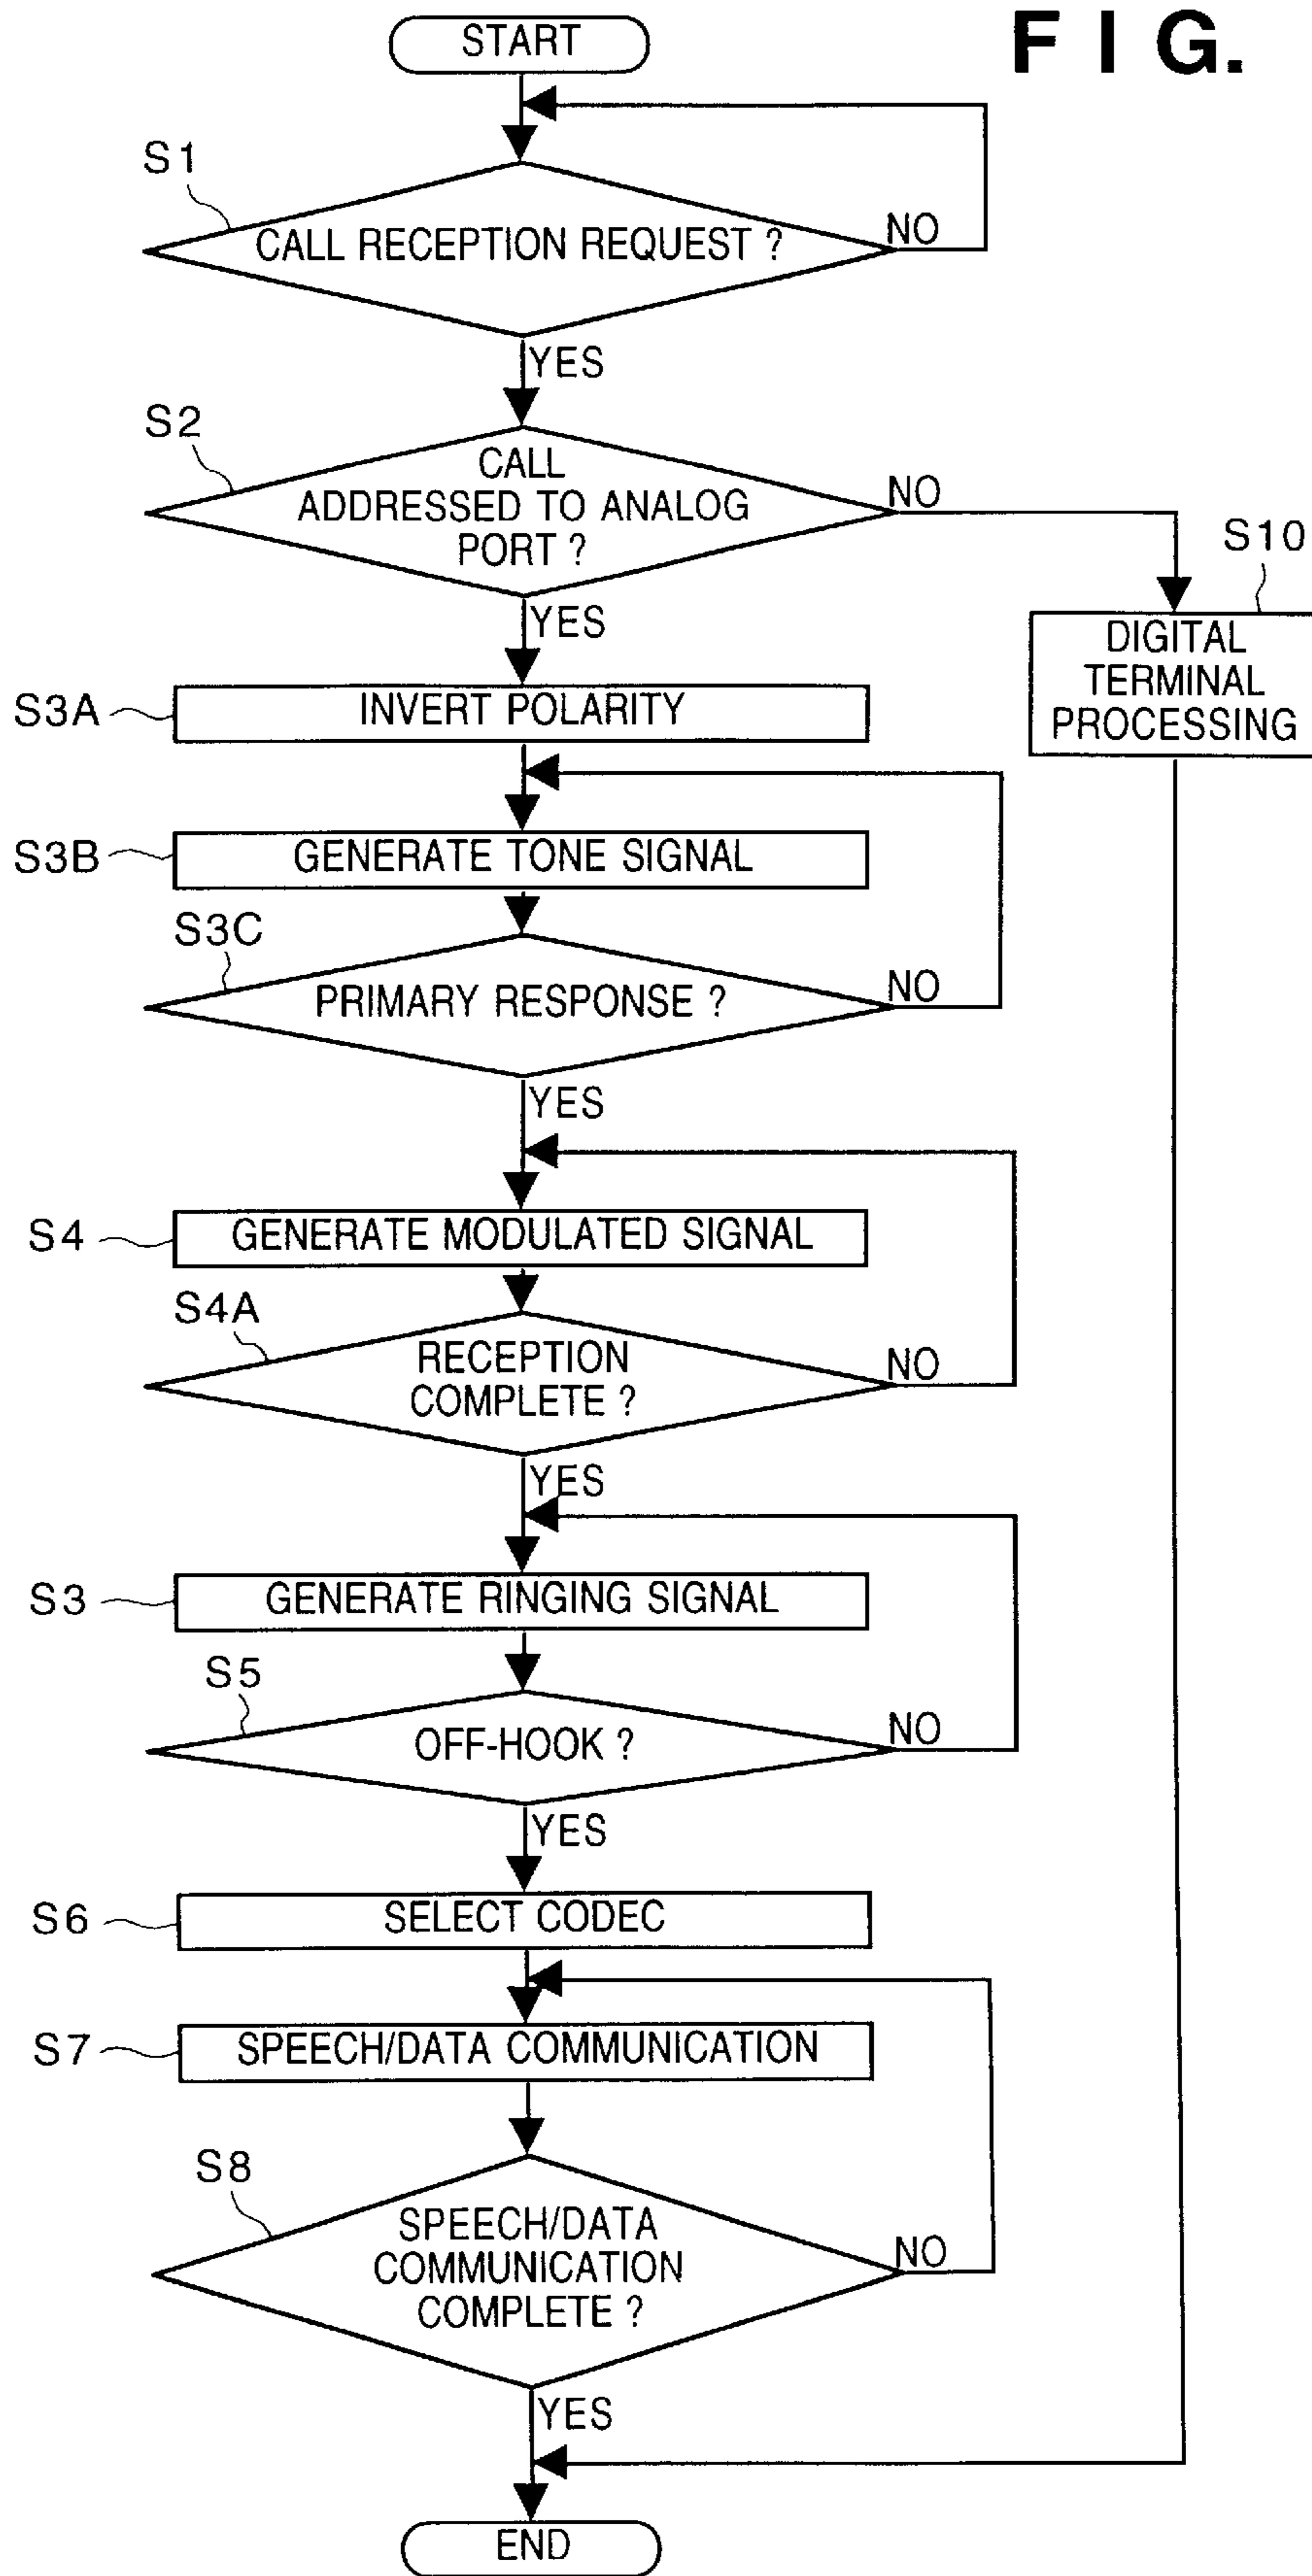 FIG.
START
S1
CALL RECEPTION REQUEST ?
NO
YES
S2
CALL
ADDRESSED TO ANALOG
PORT ?
NO
YES
S10
DIGITAL
TERMINAL
PROCESSING
S3A
INVERT POLARITY
S3B
GENERATE TONE SIGNAL
S3C
PRIMARY RESPONSE ?
NO
YES
S4
GENERATE MODULATED SIGNAL
S4A
RECEPTION
COMPLETE ?
NO
YES
S3
GENERATE RINGING SIGNAL
S5
OFF-HOOK ?
NO
YES
S6
SELECT CODEC
S7
SPEECH/DATA COMMUNICATION
S8
SPEECH/DATA
COMMUNICATION
COMPLETE ?
NO
YES
END